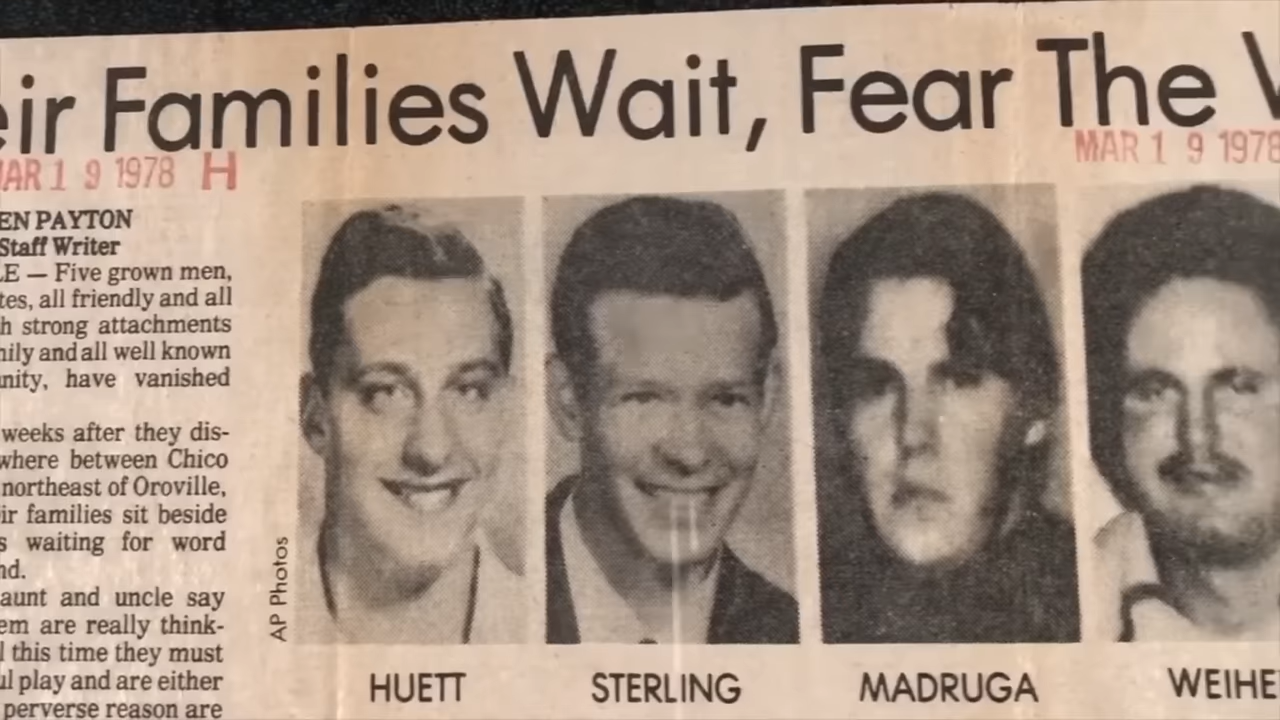 eir Families Wait, Fear The
MAR 1 9 1978 H
MAR 1 9 1978
EN PAYTON
Staff Writer
LE — Five grown men,
tes, all friendly and all
h strong attachments
mily and all well known
nity, have vanished
weeks after they dis-
where between Chico
northeast of Oroville,
ir families sit beside
s waiting for word
nd.
aunt and uncle say
em are really think-
l this time they must
ul play and are either
perverse reason are
AP Photos
HUETT
STERLING
MADRUGA
WEIHE